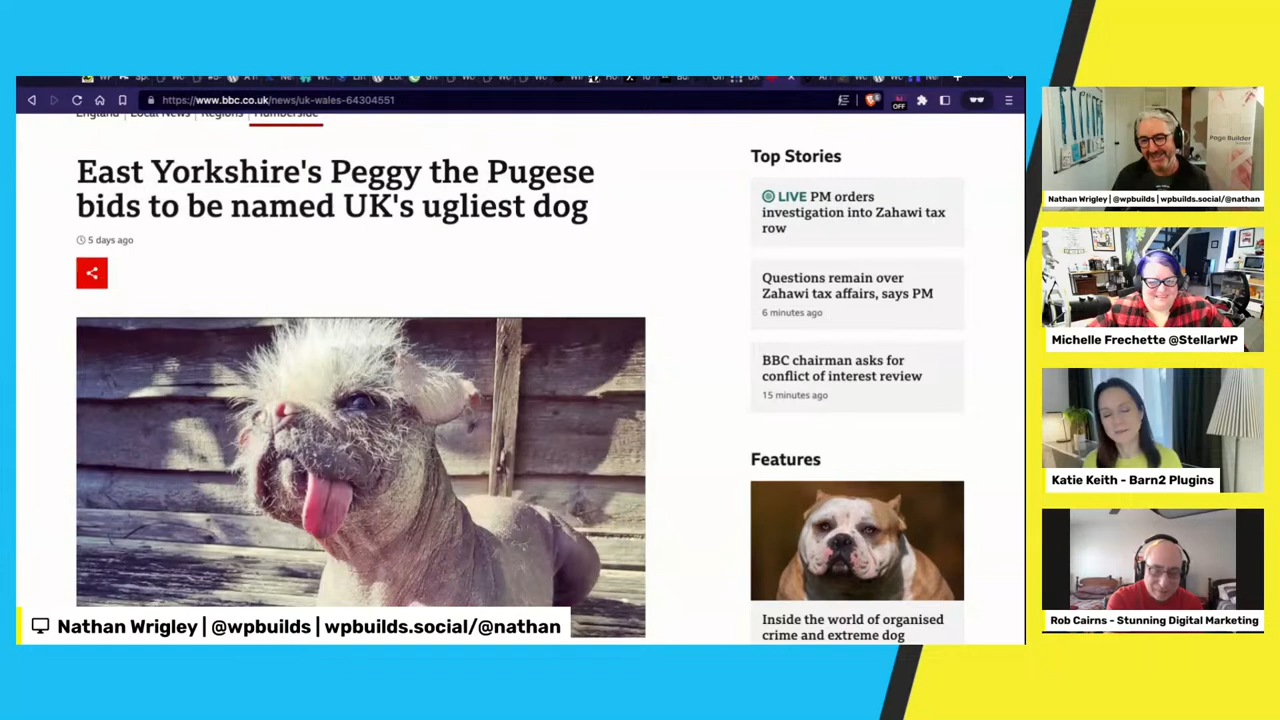 https://www.bbc.co.uk/news/uk-wales-64304551
OFF
England Local News Regions Humberside
East Yorkshire's Peggy the Pugese
bids to be named UK's ugliest dog
5 days ago
Top Stories
LIVE PM orders
investigation into Zahawi tax
row
Questions remain over
Zahawi tax affairs, says PM
6 minutes ago
BBC chairman asks for
conflict of interest review
15 minutes ago
Features
Inside the world of organised
crime and extreme dog
Nathan Wrigley | @wpbuilds | wpbuilds.social/@nathan
Page Builder
Nathan Wrigley | @wpbuilds | wpbuilds.social/@nathan
Michelle Frechette @StellarWP
Katie Keith - Barn2 Plugins
Rob Cairns - Stunning Digital Marketing